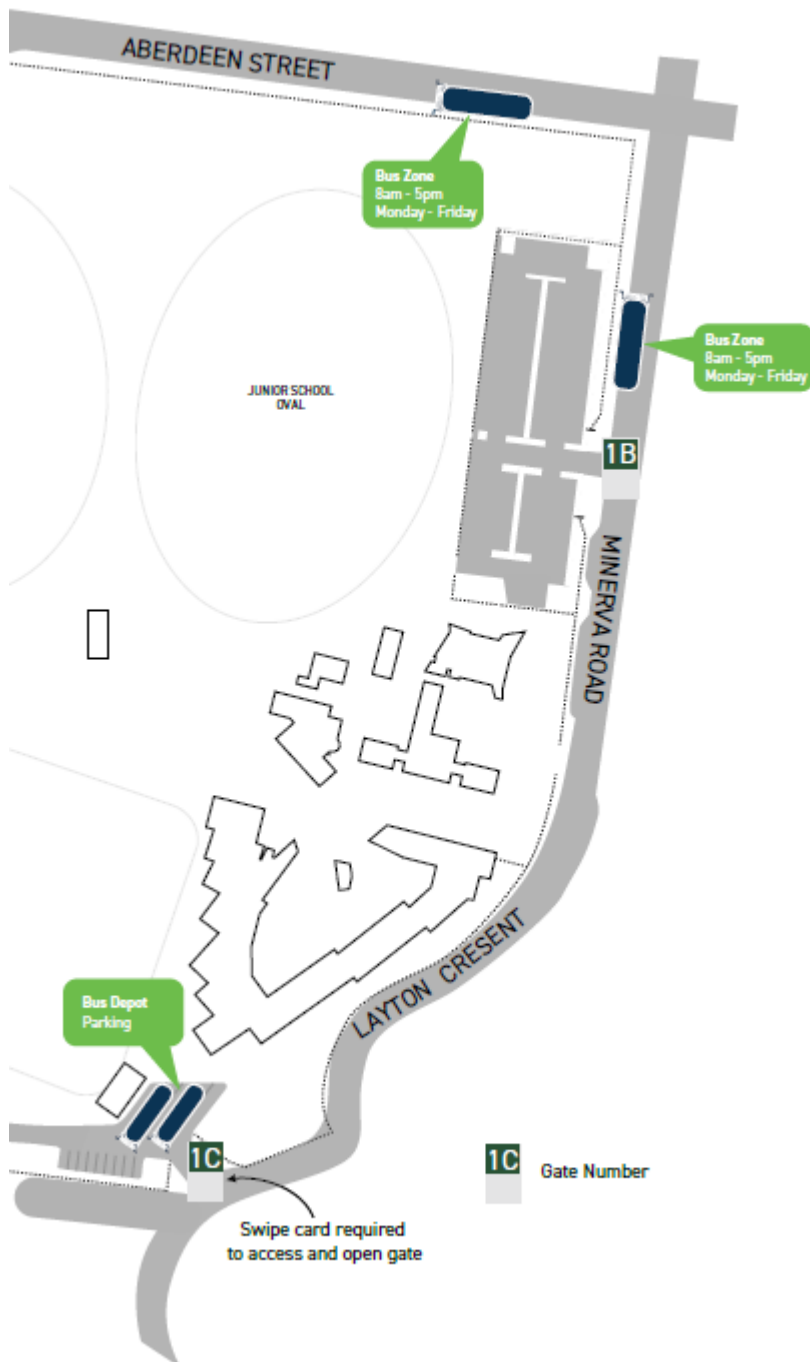 ABERDEEN STREET
Bus Zone
8am - 5pm
Monday - Friday
Bus Zone
8am - 5pm
Monday - Friday
JUNIOR SCHOOL
OVAL
1B
MINERVA ROAD
LAYTON CRESENT
Bus Depot
Parking
1C
1C
Gate Number
Swipe card required
to access and open gate